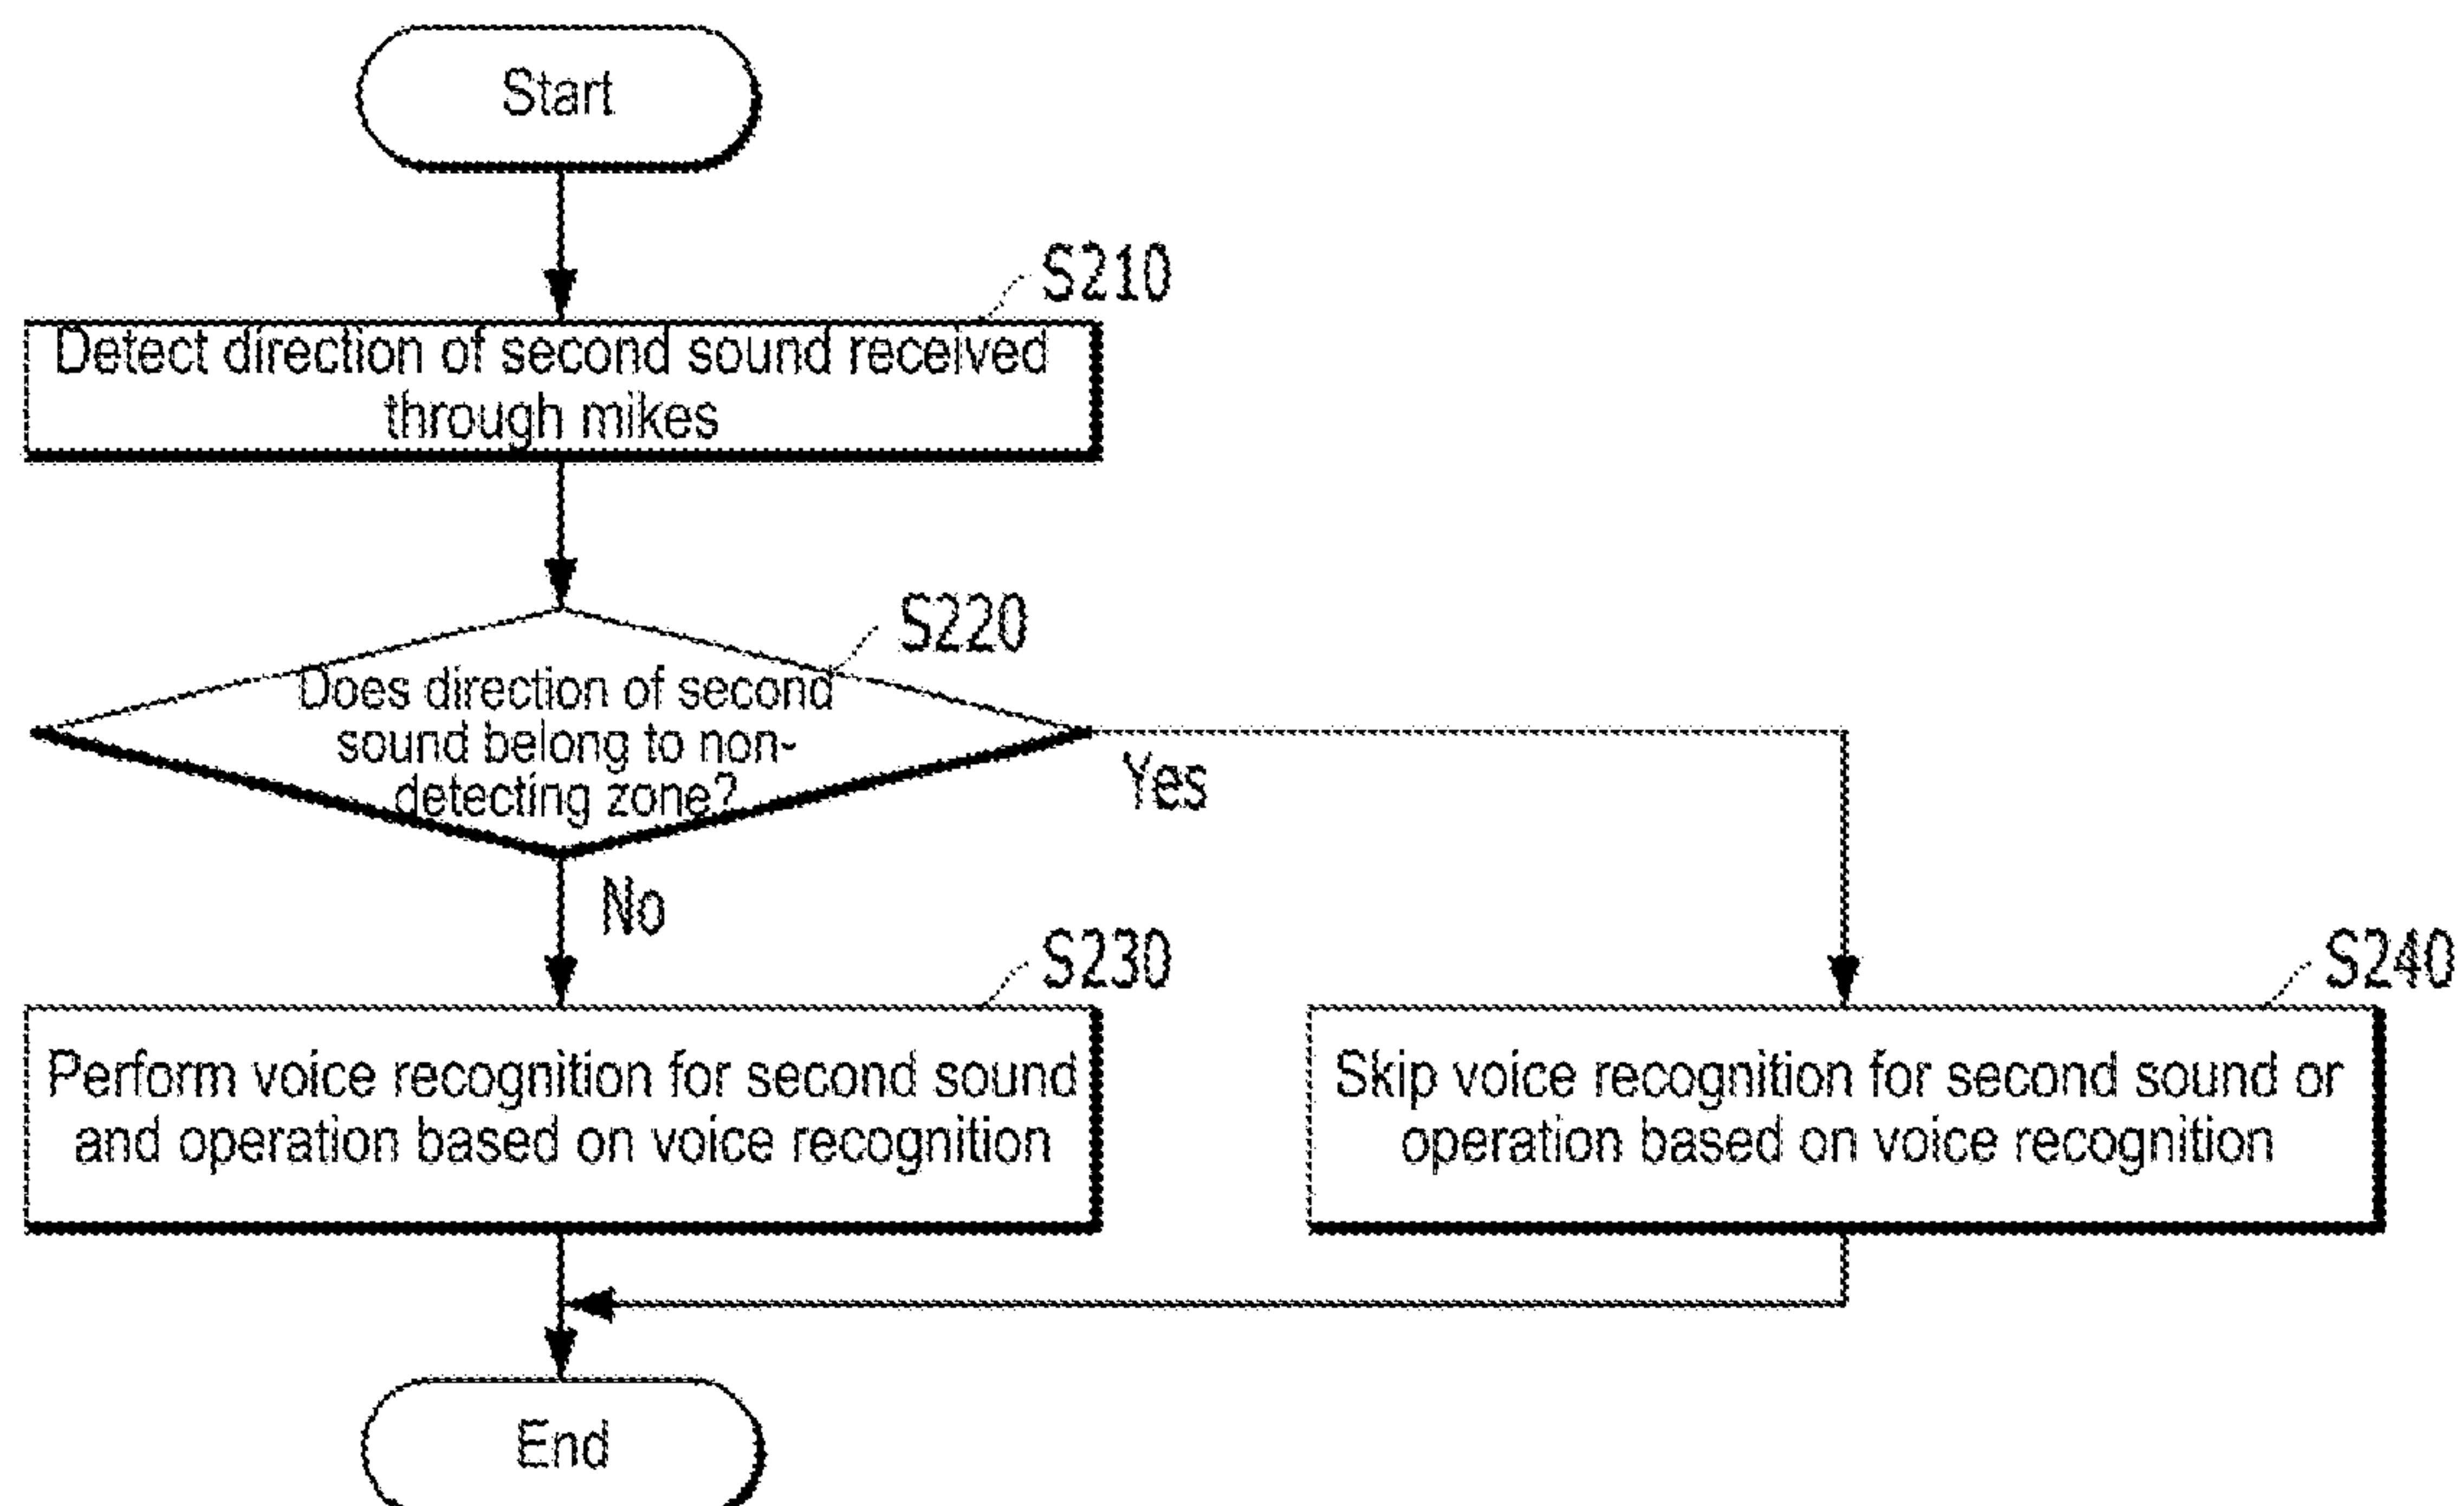 Start
S210
Detect direction of second sound received
through mikes
S220
Does direction of second
sound belong to non-
detecting zone?
Yes
No
S230
Perform voice recognition for second sound
and operation based on voice recognition
S240
Skip voice recognition for second sound or
operation based on voice recognition
End